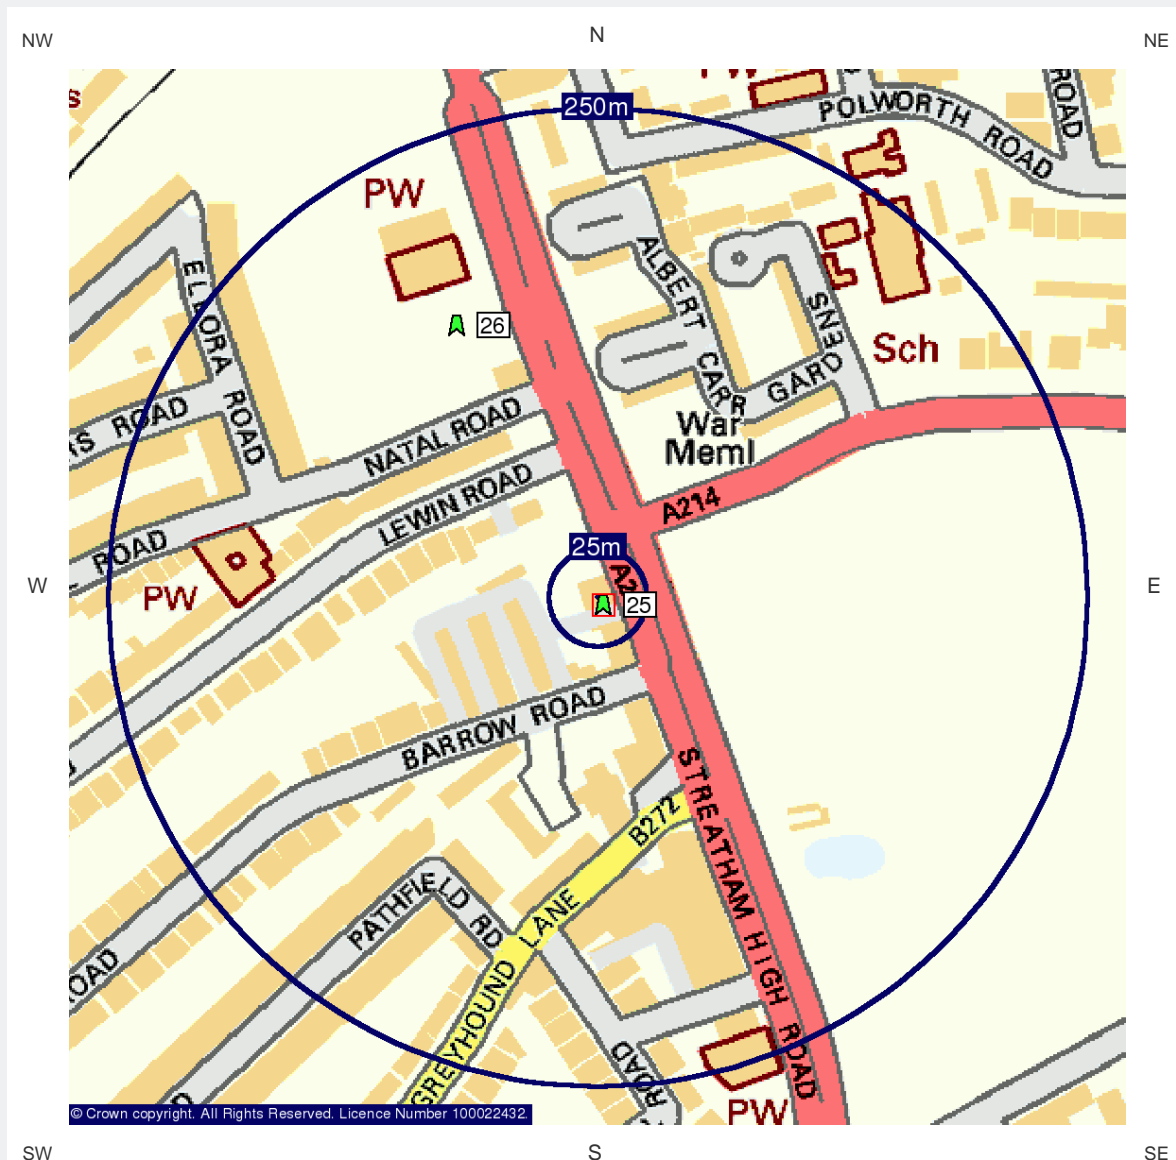 NW
N
NE
s
250m
PW
POLWORTH ROAD
ROAD
PW
ELLORA ROAD
ALBERT CARR GARDENS
26
Sch
RS ROAD
NATAL ROAD
War
Meml
LEWIN ROAD
A214
ROAD
25m
A2
W
PW
25
E
BARROW ROAD
STREATHAM HIGH ROAD
B272
PATHFIELD RD
GREYHOUND LANE
ROAD
ROAD
PW
© Crown copyright. All Rights Reserved. Licence Number 100022432.
SW
S
SE